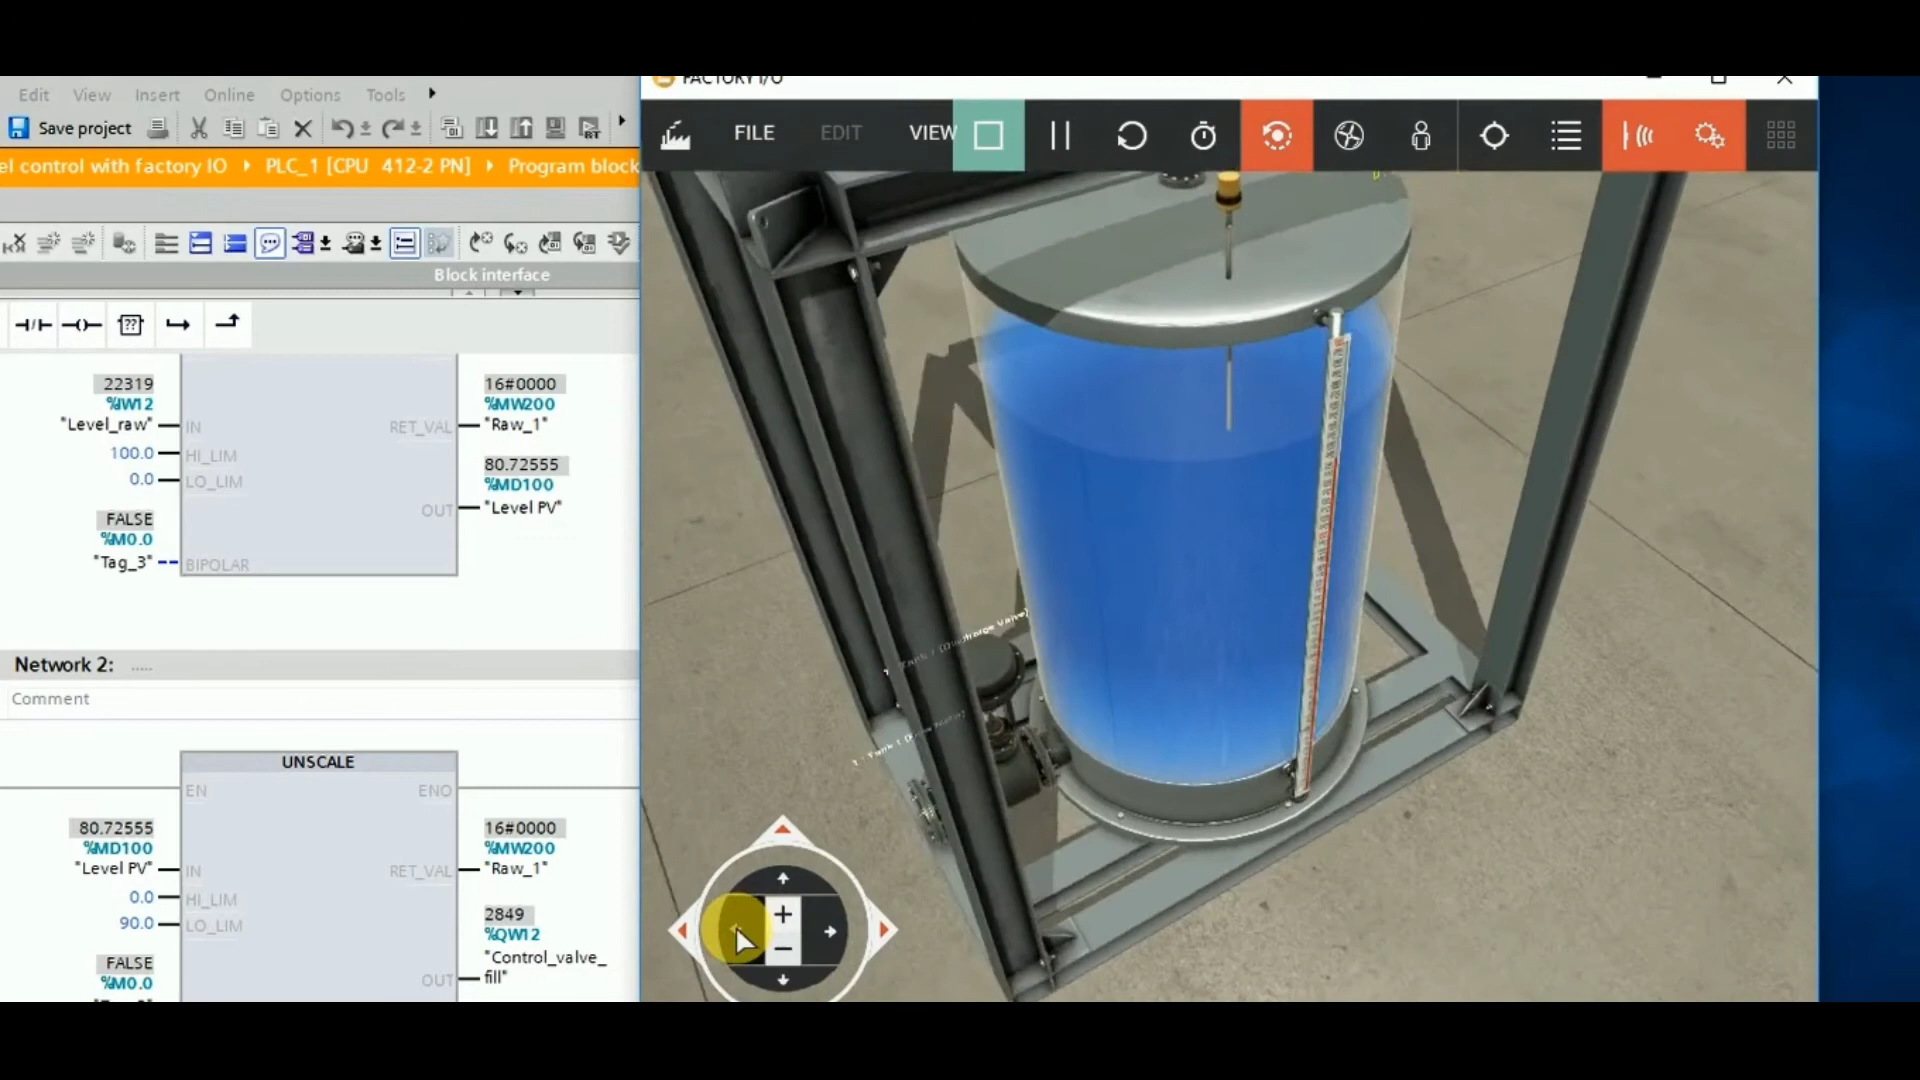 Edit View Insert Online Options Tools
Save project
el control with factory IO PLC_1 [CPU 412-2 PN] Program block
Block interface
??
22319
%IW12
"Level_raw"
IN
100.0
HI_LIM
0.0
LO_LIM
FALSE
%M0.0
"Tag_3"
BIPOLAR
16#0000
%MW200
RET_VAL
"Raw_1"
80.72555
%MD100
OUT
"Level PV"
Network 2: .....
Comment
UNSCALE
EN
ENO
80.72555
%MD100
"Level PV"
IN
0.0
HI_LIM
90.0
LO_LIM
FALSE
%M0.0
16#0000
%MW200
RET_VAL
"Raw_1"
2849
%QW12
"Control_valve_
fill"
OUT
FACTORY I/O
FILE EDIT VIEW
+
−